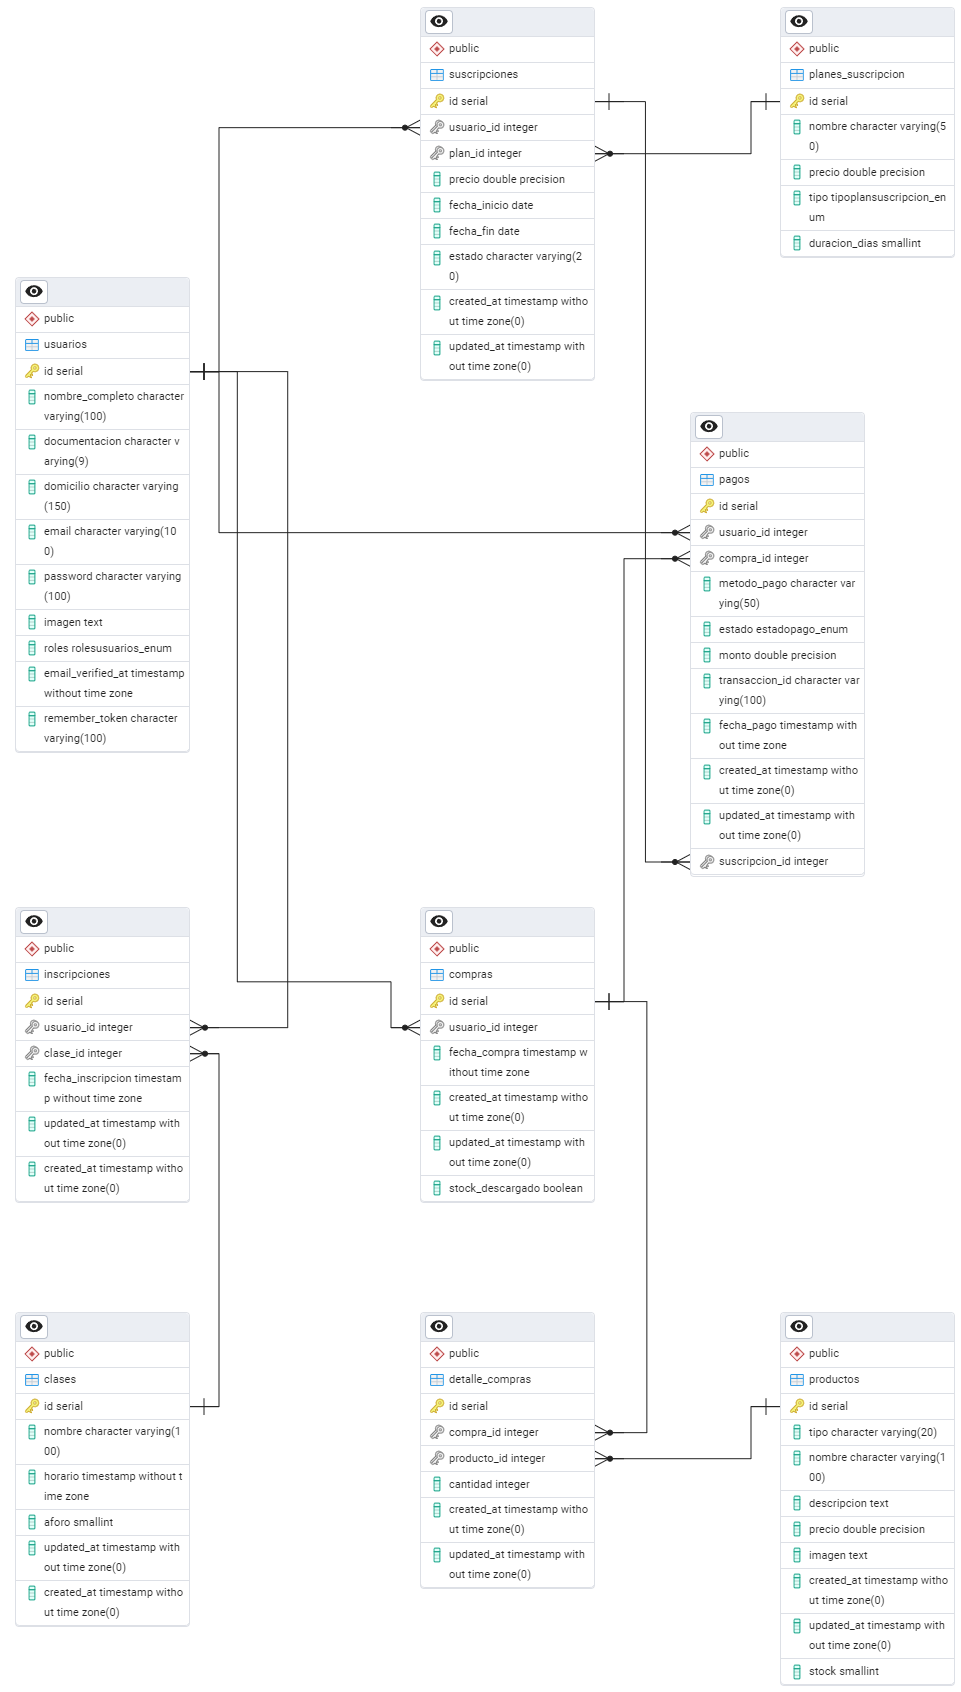 public
suscripciones
id serial
usuario_id integer
plan_id integer
precio double precision
fecha_inicio date
fecha_fin date
estado character varying(2
0)
created_at timestamp witho
ut time zone(0)
updated_at timestamp with
out time zone(0)
public
planes_suscripcion
id serial
nombre character varying(5
0)
precio double precision
tipo tipoplansuscripcion_en
um
duracion_dias smallint
public
usuarios
id serial
nombre_completo character
varying(100)
documentacion character v
arying(9)
domicilio character varying
(150)
email character varying(10
0)
password character varying
(100)
imagen text
roles rolesusuarios_enum
email_verified_at timestamp
without time zone
remember_token character
varying(100)
public
pagos
id serial
usuario_id integer
compra_id integer
metodo_pago character var
ying(50)
estado estadopago_enum
monto double precision
transaccion_id character var
ying(100)
fecha_pago timestamp with
out time zone
created_at timestamp witho
ut time zone(0)
updated_at timestamp with
out time zone(0)
suscripcion_id integer
public
inscripciones
id serial
usuario_id integer
clase_id integer
fecha_inscripcion timestam
p without time zone
updated_at timestamp with
out time zone(0)
created_at timestamp witho
ut time zone(0)
public
compras
id serial
usuario_id integer
fecha_compra timestamp w
ithout time zone
created_at timestamp witho
ut time zone(0)
updated_at timestamp with
out time zone(0)
stock_descargado boolean
public
clases
id serial
nombre character varying(1
00)
horario timestamp without t
ime zone
aforo smallint
updated_at timestamp with
out time zone(0)
created_at timestamp witho
ut time zone(0)
public
detalle_compras
id serial
compra_id integer
producto_id integer
cantidad integer
created_at timestamp witho
ut time zone(0)
updated_at timestamp with
out time zone(0)
public
productos
id serial
tipo character varying(20)
nombre character varying(1
00)
descripcion text
precio double precision
imagen text
created_at timestamp witho
ut time zone(0)
updated_at timestamp with
out time zone(0)
stock smallint